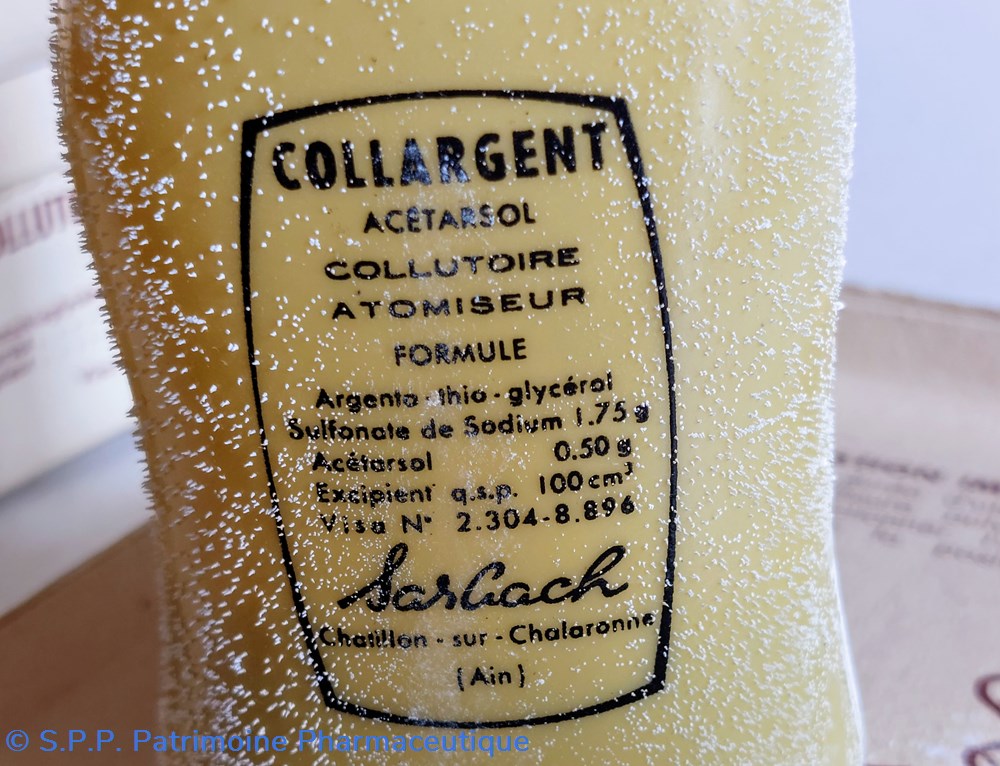 COLLARGENT
ACÉTARSOL
COLLUTOIRE
ATOMISEUR
FORMULE
Argento-thio-glycérol
Sulfonate de Sodium 1.75 g
Acétarsol 0.50 g
Excipient q.s.p. 100 cm³
Visa N° 2.304-8.896
Sarbach
Chatillon-sur-Chalaronne
(Ain)
© S.P.P. Patrimoine Pharmaceutique